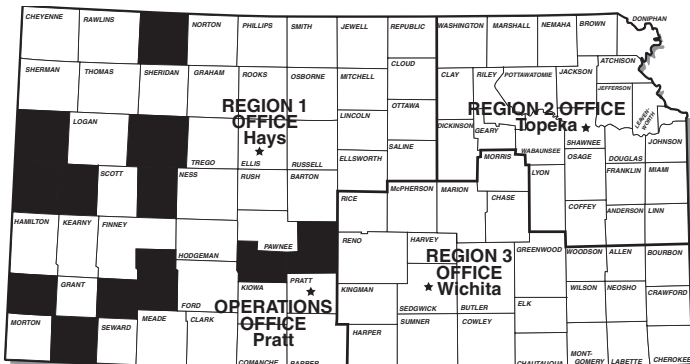 CHEYENNE
RAWLINS
NORTON
PHILLIPS
SMITH
JEWELL
REPUBLIC
WASHINGTON
MARSHALL
NEMAHA
BROWN
DONIPHAN
SHERMAN
THOMAS
SHERIDAN
GRAHAM
ROOKS
OSBORNE
MITCHELL
CLOUD
CLAY
RILEY
POTTAWATOMIE
JACKSON
ATCHISON
JEFFERSON
LEAVEN-
WORTH
REGION 1
OFFICE
Hays
REGION 2 OFFICE
Topeka
LOGAN
LINCOLN
OTTAWA
DICKINSON
GEARY
WABAUNSEE
SHAWNEE
DOUGLAS
JOHNSON
TREGO
ELLIS
RUSSELL
ELLSWORTH
SALINE
MORRIS
OSAGE
FRANKLIN
MIAMI
SCOTT
NESS
RUSH
BARTON
RICE
McPHERSON
MARION
CHASE
LYON
COFFEY
ANDERSON
LINN
HAMILTON
KEARNY
FINNEY
HODGEMAN
PAWNEE
RENO
HARVEY
GREENWOOD
WOODSON
ALLEN
BOURBON
REGION 3
OFFICE
Wichita
GRANT
FORD
KIOWA
PRATT
KINGMAN
SEDGWICK
BUTLER
ELK
WILSON
NEOSHO
CRAWFORD
OPERATIONS
OFFICE
Pratt
MORTON
SEWARD
MEADE
CLARK
COMANCHE
BARBER
HARPER
SUMNER
COWLEY
CHAUTAUQUA
MONT-
GOMERY
LABETTE
CHEROKEE